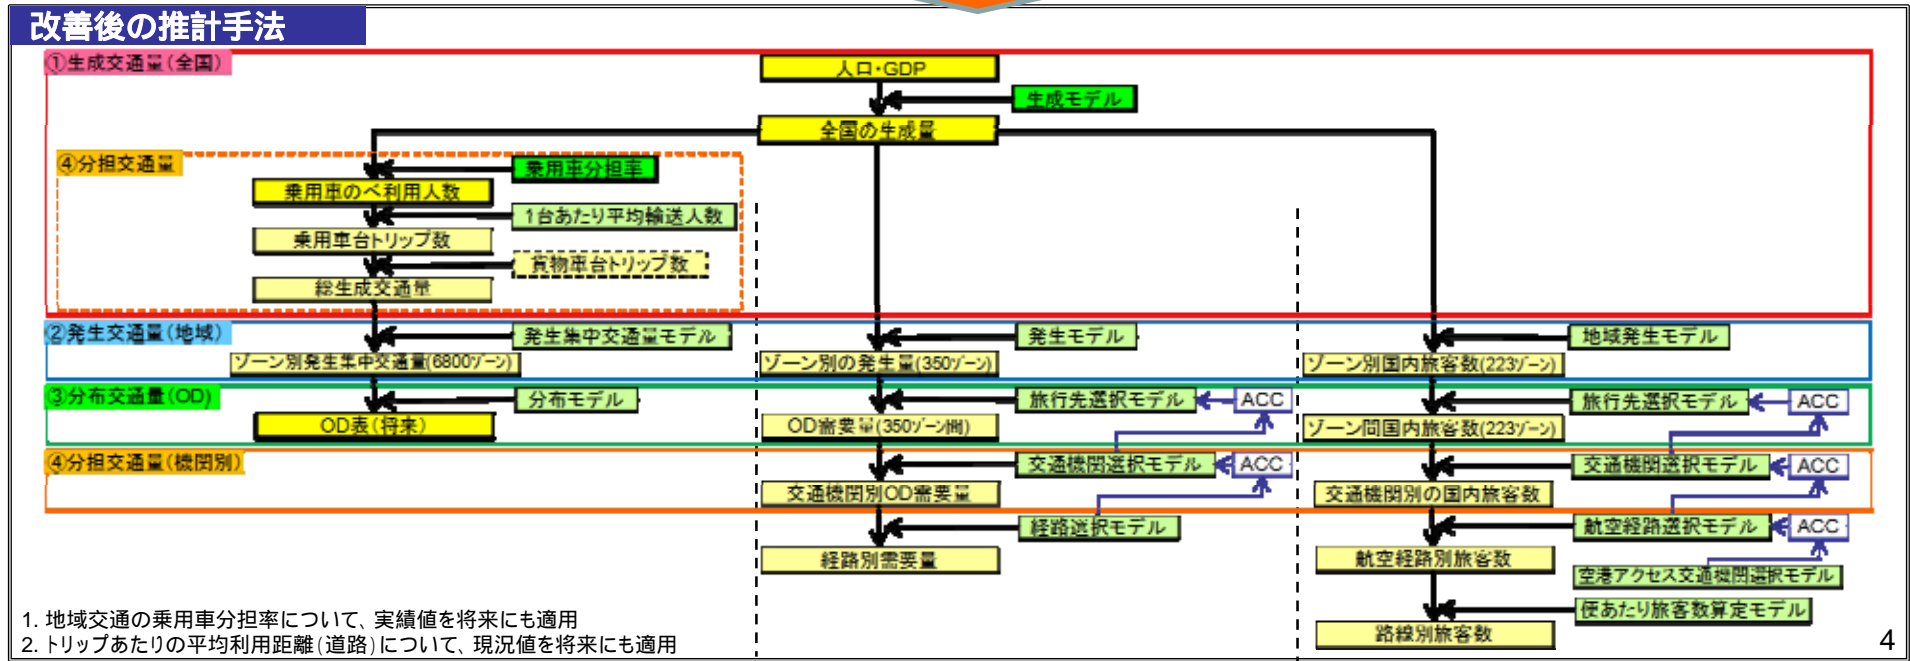 改善後の推計手法
①生成交通量(全国)
人口・GDP
生成モデル
全国の生成量
④分担交通量
乗用車分担率
乗用車のべ利用人数
1台あたり平均輸送人数
乗用車台トリップ数
貨物車台トリップ数
総生成交通量
②発生交通量(地域)
発生集中交通量モデル
発生モデル
地域発生モデル
ゾーン別発生集中交通量(6800ゾーン)
ゾーン別の発生量(350ゾーン)
ゾーン別国内旅客数(223ゾーン)
③分布交通量(OD)
分布モデル
旅行先選択モデル
ACC
旅行先選択モデル
ACC
OD表(将来)
OD需要量(350ゾーン間)
ゾーン間国内旅客数(223ゾーン)
④分担交通量(機関別)
交通機関選択モデル
ACC
交通機関選択モデル
ACC
交通機関別OD需要量
交通機関別の国内旅客数
経路選択モデル
航空経路選択モデル
ACC
経路別需要量
航空経路別旅客数
空港アクセス交通機関選択モデル
便あたり旅客数算定モデル
路線別旅客数
1. 地域交通の乗用車分担率について、実績値を将来にも適用
2. トリップあたりの平均利用距離(道路)について、現況値を将来にも適用
4